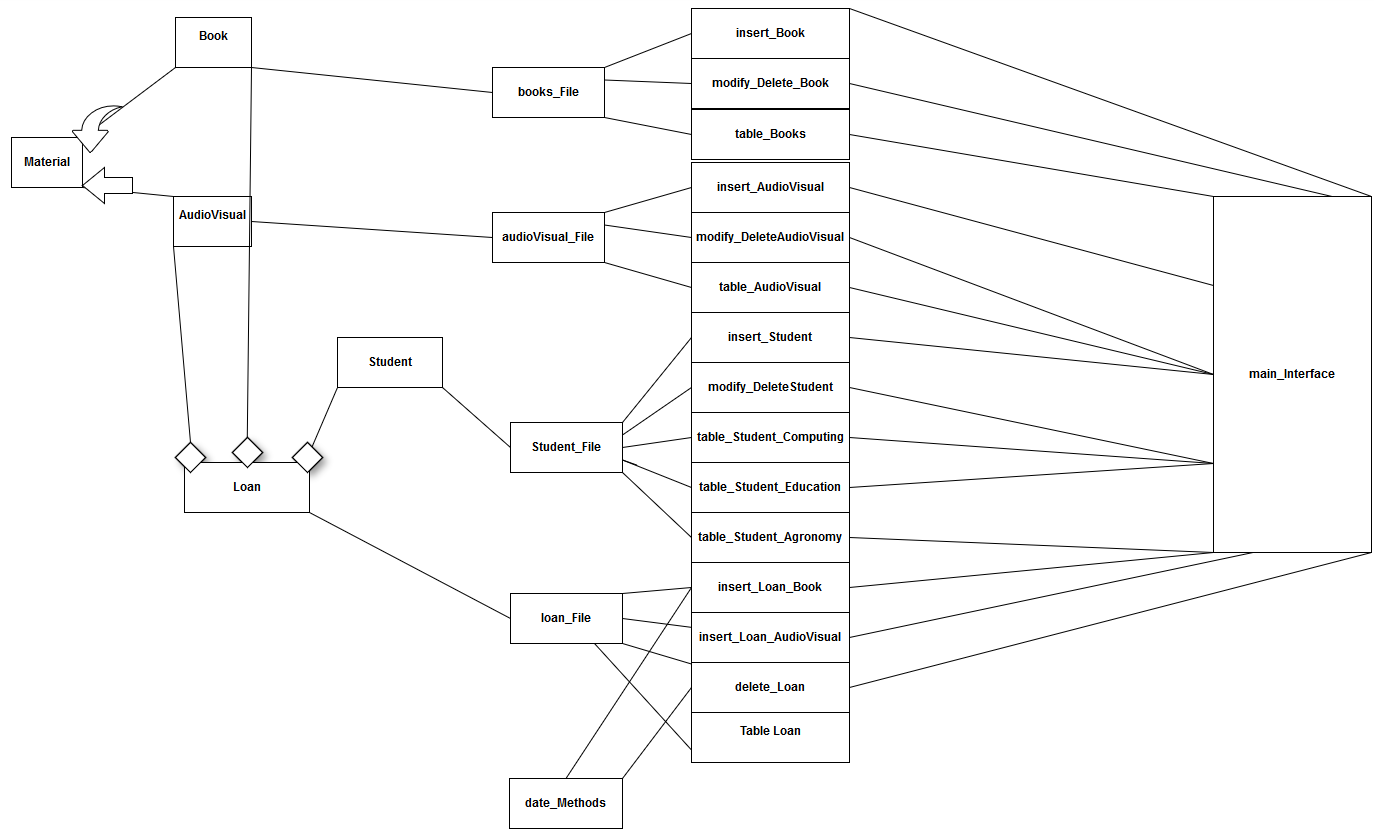 Book
Material
AudioVisual
Student
Loan
books_File
audioVisual_File
Student_File
loan_File
date_Methods
insert_Book
modify_Delete_Book
table_Books
insert_AudioVisual
modify_DeleteAudioVisual
table_AudioVisual
insert_Student
modify_DeleteStudent
table_Student_Computing
table_Student_Education
table_Student_Agronomy
insert_Loan_Book
insert_Loan_AudioVisual
delete_Loan
Table Loan
main_Interface